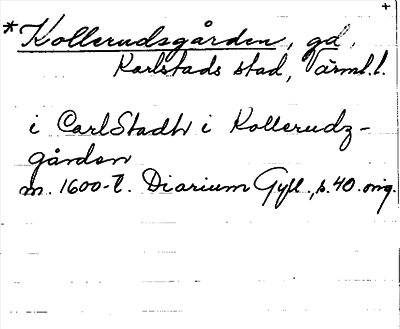 +
*Kollerudsgården, gd,
Karlstads stad, Värml. l.
i CarlStadh i Kollerudz-
gården
m. 1600-t. Diarium Gyll., s. 40. orig.